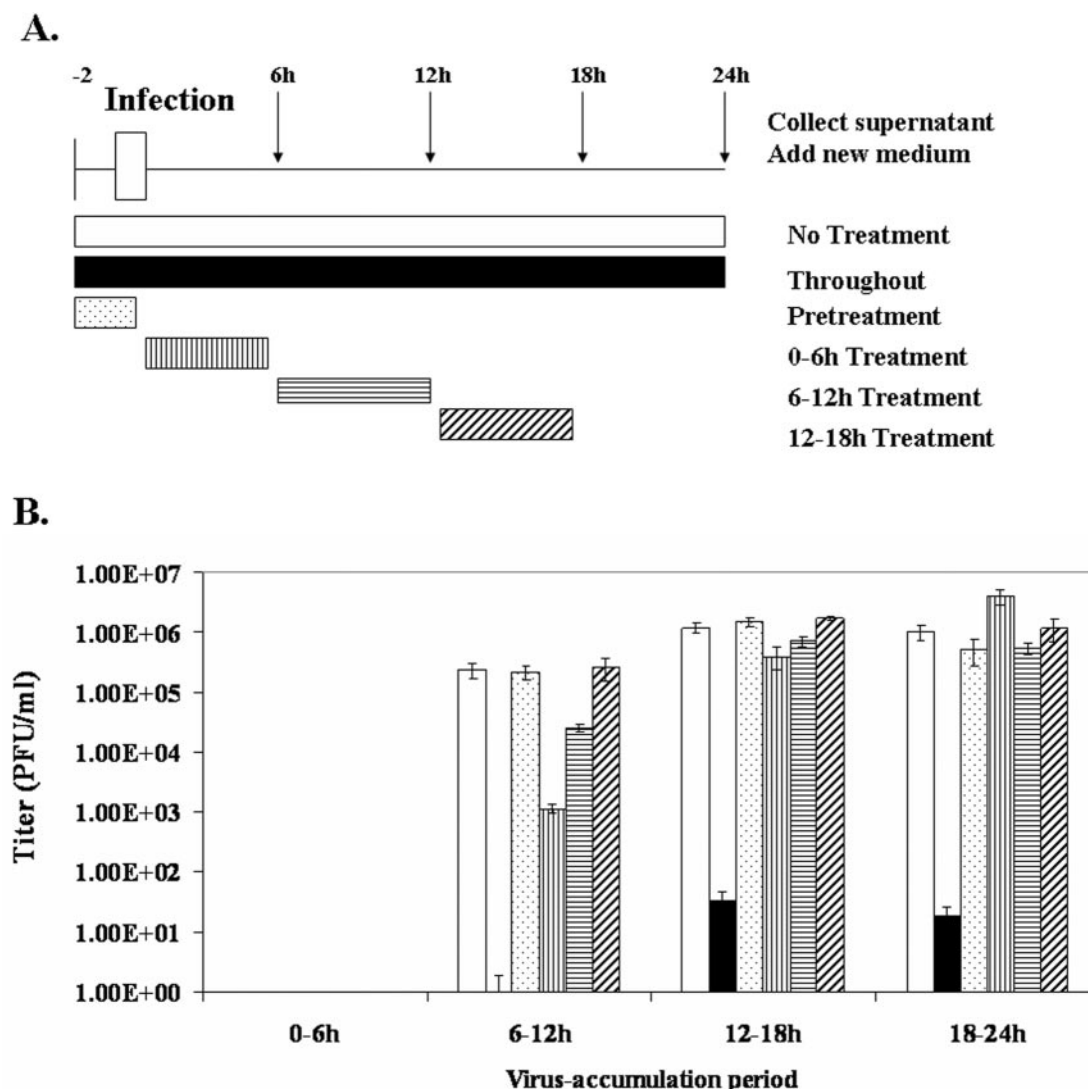 A.
-2 6h 12h 18h 24h
Infection
Collect supernatant
Add new medium
No Treatment
Throughout
Pretreatment
0-6h Treatment
6-12h Treatment
12-18h Treatment
B.
Titer (PFU/ml)
1.00E+07
1.00E+06
1.00E+05
1.00E+04
1.00E+03
1.00E+02
1.00E+01
1.00E+00
0-6h 6-12h 12-18h 18-24h
Virus-accumulation period